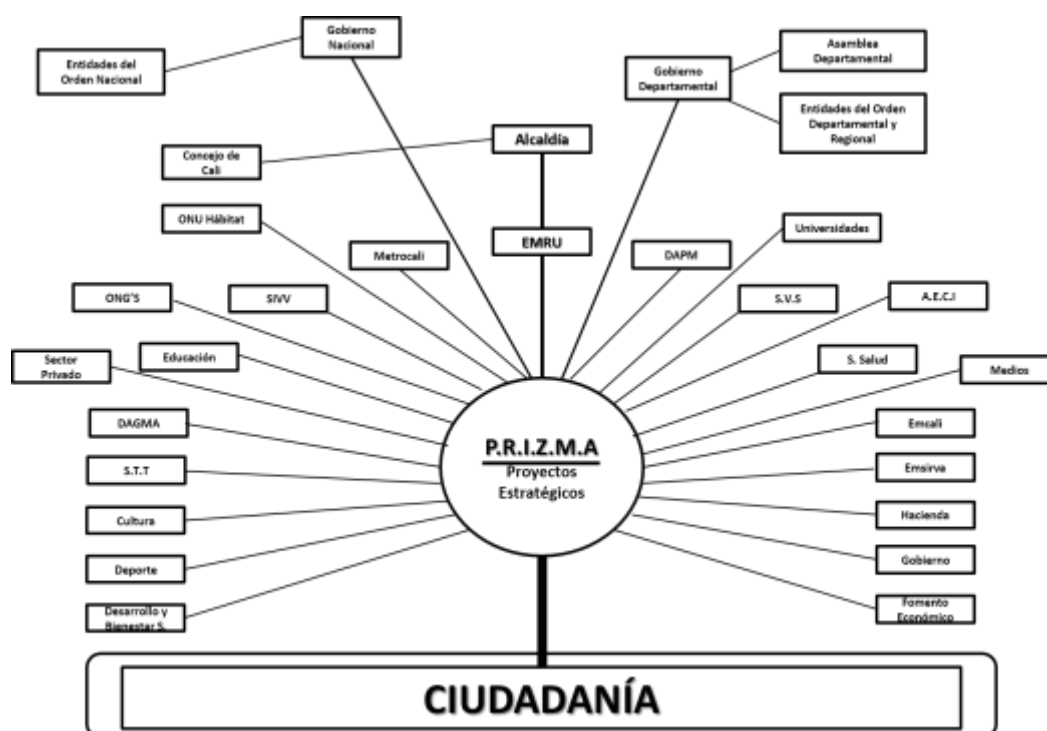 Gobierno
Nacional
Entidades del
Orden Nacional
Asamblea
Departamental
Gobierno
Departamental
Entidades del Orden
Departamental y
Regional
Alcaldía
Concejo de
Cali
ONU Hábitat
Universidades
EMRU
Metrocali
DAPM
ONG'S
SIVV
S.V.S
A.E.C.I
Sector
Privado
Educación
S. Salud
Medios
DAGMA
Emcali
P.R.I.Z.M.A
Proyectos
Estratégicos
S.T.T
Emsirva
Cultura
Hacienda
Deporte
Gobierno
Desarrollo y
Bienestar S.
Fomento
Económico
CIUDADANÍA